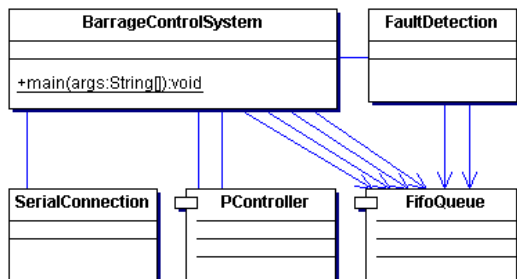 BarrageControlSystem
FaultDetection
+main(args:String[]):void
SerialConnection
PController
FifoQueue